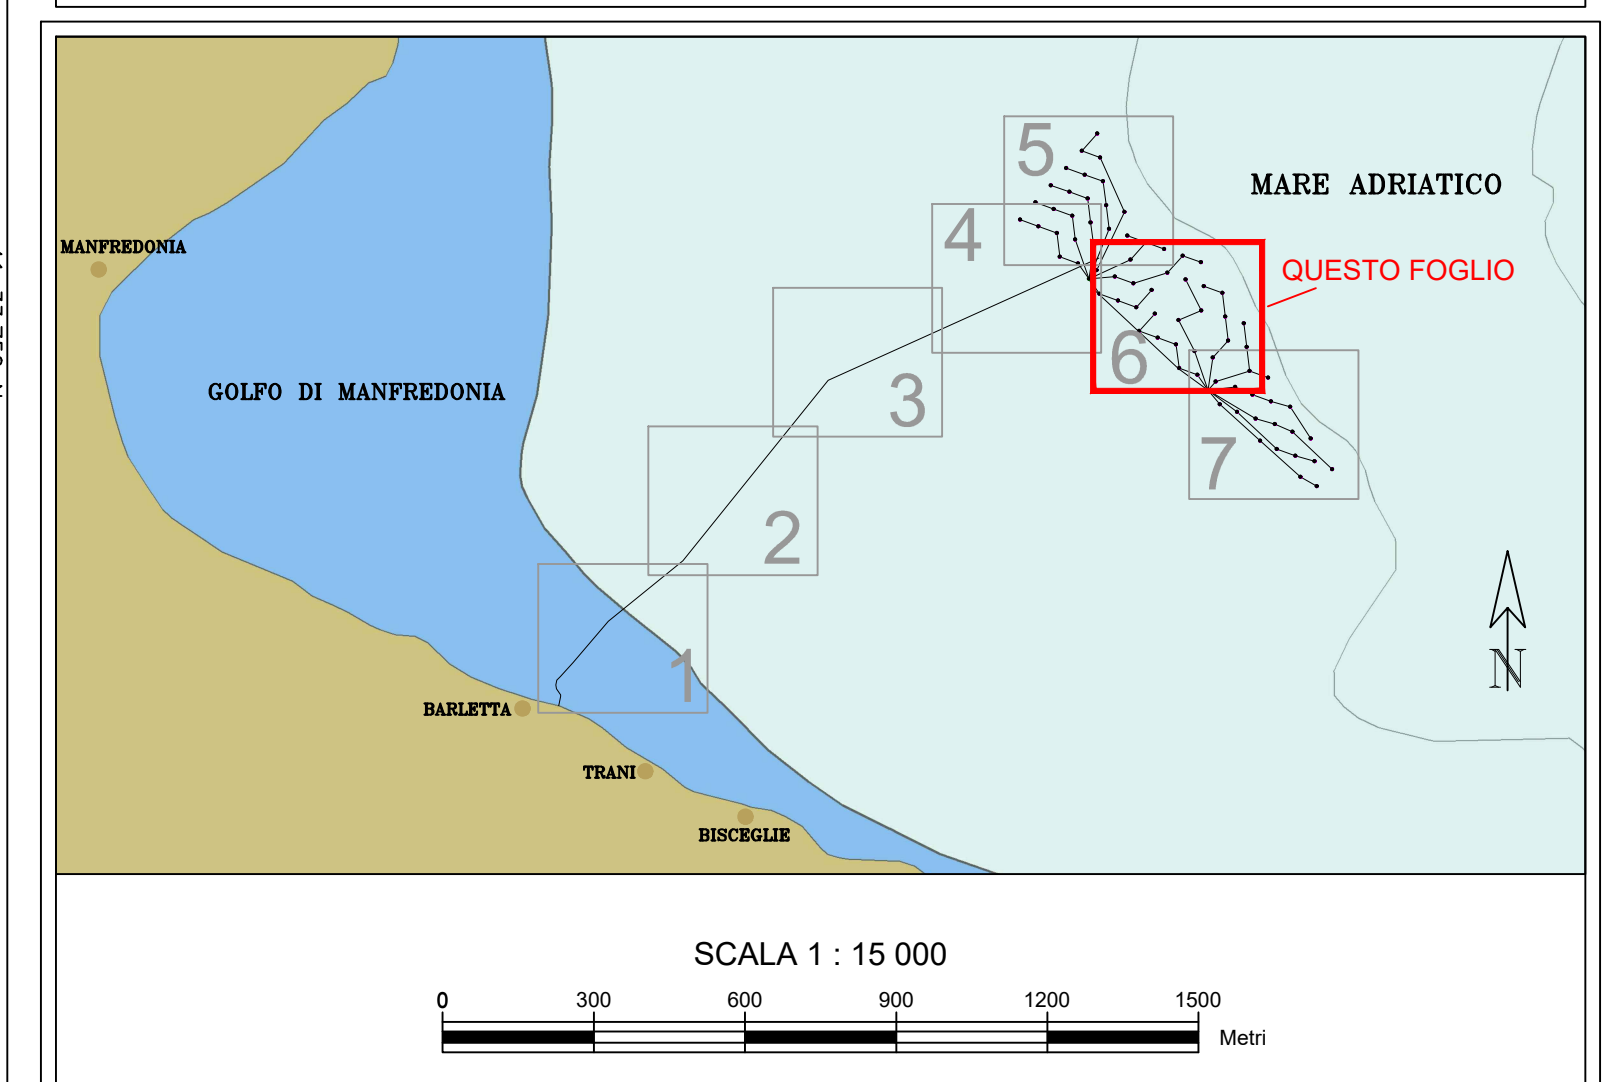 5
MARE ADRIATICO
4
MANFREDONIA
QUESTO FOGLIO
6
GOLFO DI MANFREDONIA
3
7
2
1
N
BARLETTA
TRANI
BISCEGLIE
SCALA 1 : 15 000
0 300 600 900 1200 1500
Metri